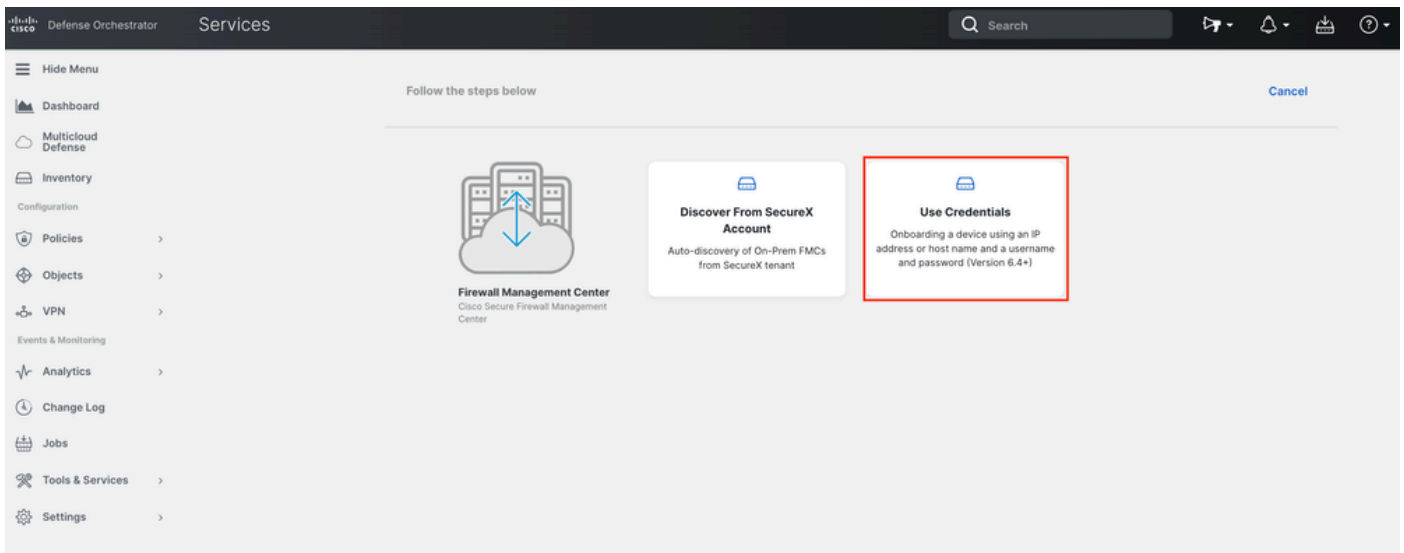 cisco Defense Orchestrator Services Search
Hide Menu
Dashboard
Multicloud
Defense
Inventory
Configuration
Policies
Objects
VPN
Events & Monitoring
Analytics
Change Log
Jobs
Tools & Services
Settings
Follow the steps below Cancel
Firewall Management Center
Cisco Secure Firewall Management
Center
Discover From SecureX
Account
Auto-discovery of On-Prem FMCs
from SecureX tenant
Use Credentials
Onboarding a device using an IP
address or host name and a username
and password (Version 6.4+)